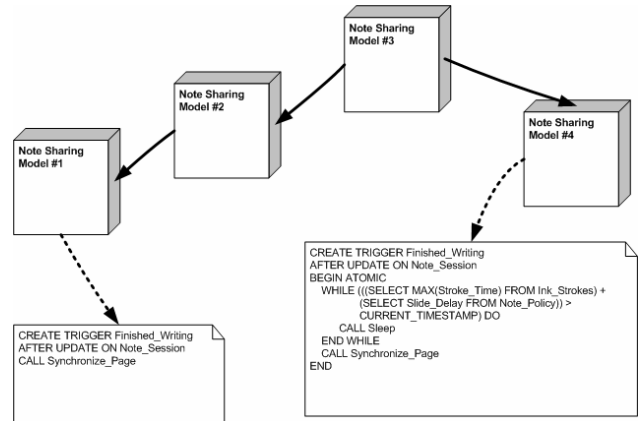 Note Sharing
Model #3
Note Sharing
Model #2
Note Sharing
Model #1
Note Sharing
Model #4
CREATE TRIGGER Finished_Writing
AFTER UPDATE ON Note_Session
BEGIN ATOMIC
WHILE (((SELECT MAX(Stroke_Time) FROM Ink_Strokes) +
(SELECT Slide_Delay FROM Note_Policy)) >
CURRENT_TIMESTAMP) DO
CALL Sleep
END WHILE
CALL Synchronize_Page
END
CREATE TRIGGER Finished_Writing
AFTER UPDATE ON Note_Session
CALL Synchronize_Page